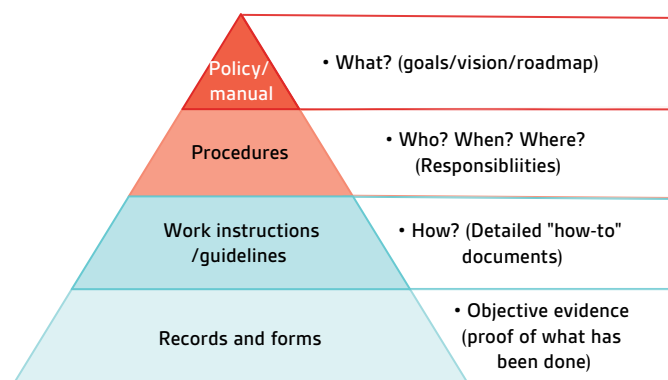 Policy/
manual
• What? (goals/vision/roadmap)
Procedures
• Who? When? Where?
(Responsibliities)
Work instructions
/guidelines
• How? (Detailed "how-to"
documents)
Records and forms
• Objective evidence
(proof of what has
been done)